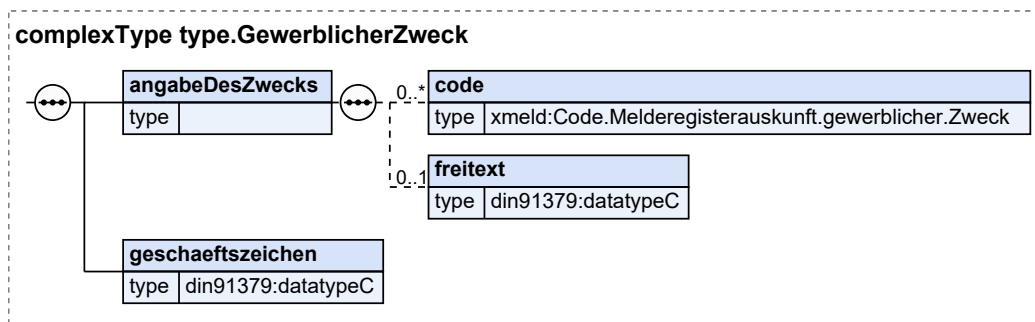 complexType type.GewerblicherZweck
angabeDesZwecks
type
0..* code
type xmeld:Code.Melderegisterauskunft.gewerblicher.Zweck
0..1 freitext
type din91379:datatypeC
geschaeftszeichen
type din91379:datatypeC